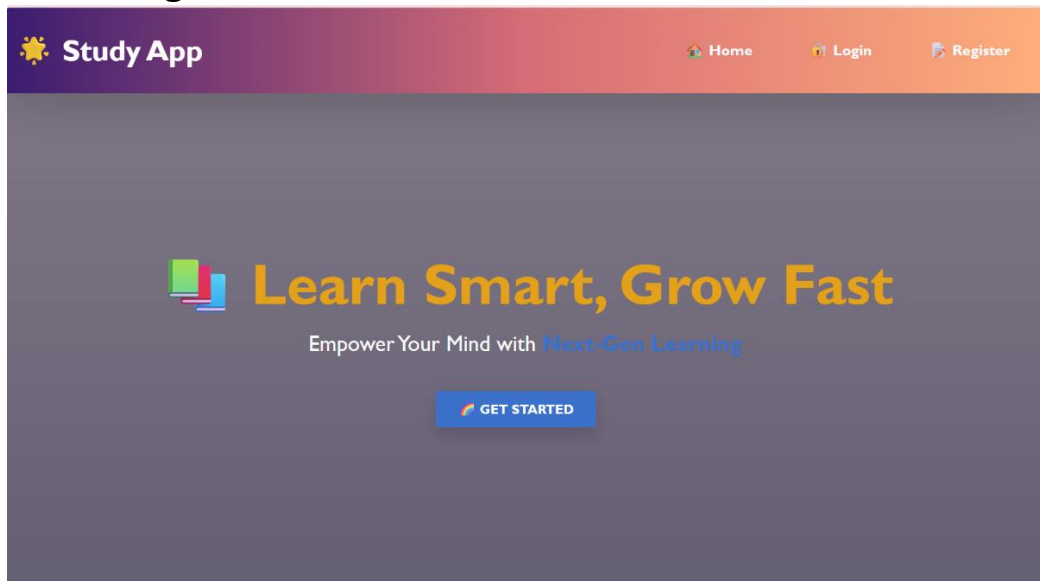 Study App
Home
Login
Register
Learn Smart, Grow Fast
Empower Your Mind with Next-Gen Learning
GET STARTED